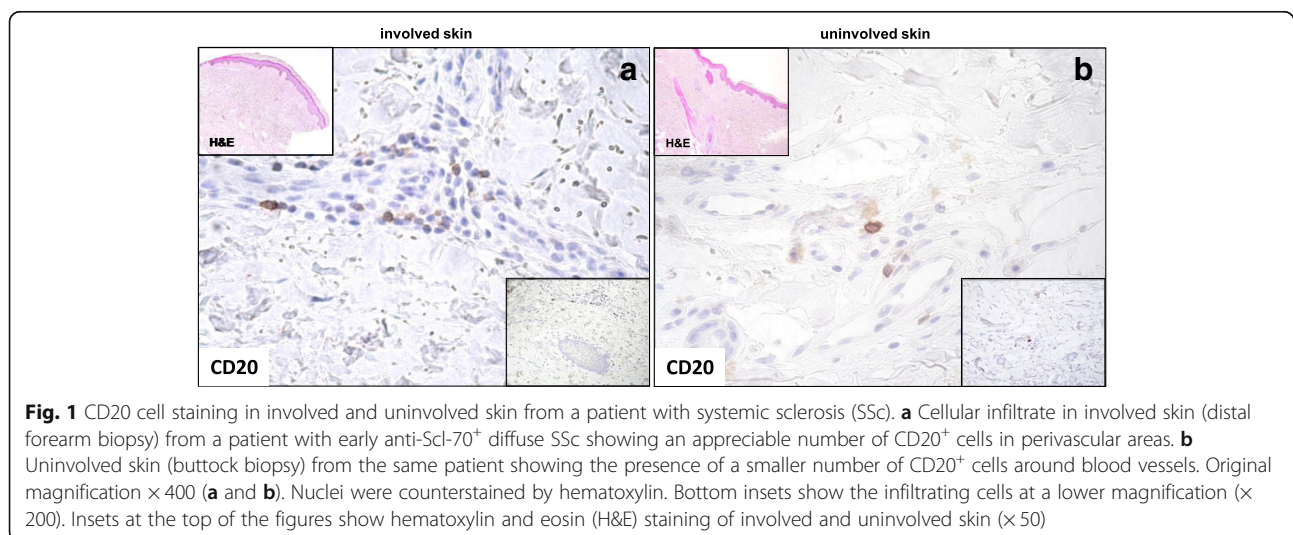 involved skin
uninvolved skin
a
b
H&E
H&E
CD20
CD20
Fig. 1 CD20 cell staining in involved and uninvolved skin from a patient with systemic sclerosis (SSc). a Cellular infiltrate in involved skin (distal
forearm biopsy) from a patient with early anti-Scl-70⁺ diffuse SSc showing an appreciable number of CD20⁺ cells in perivascular areas. b
Uninvolved skin (buttock biopsy) from the same patient showing the presence of a smaller number of CD20⁺ cells around blood vessels. Original
magnification × 400 (a and b). Nuclei were counterstained by hematoxylin. Bottom insets show the infiltrating cells at a lower magnification (×
200). Insets at the top of the figures show hematoxylin and eosin (H&E) staining of involved and uninvolved skin (× 50)